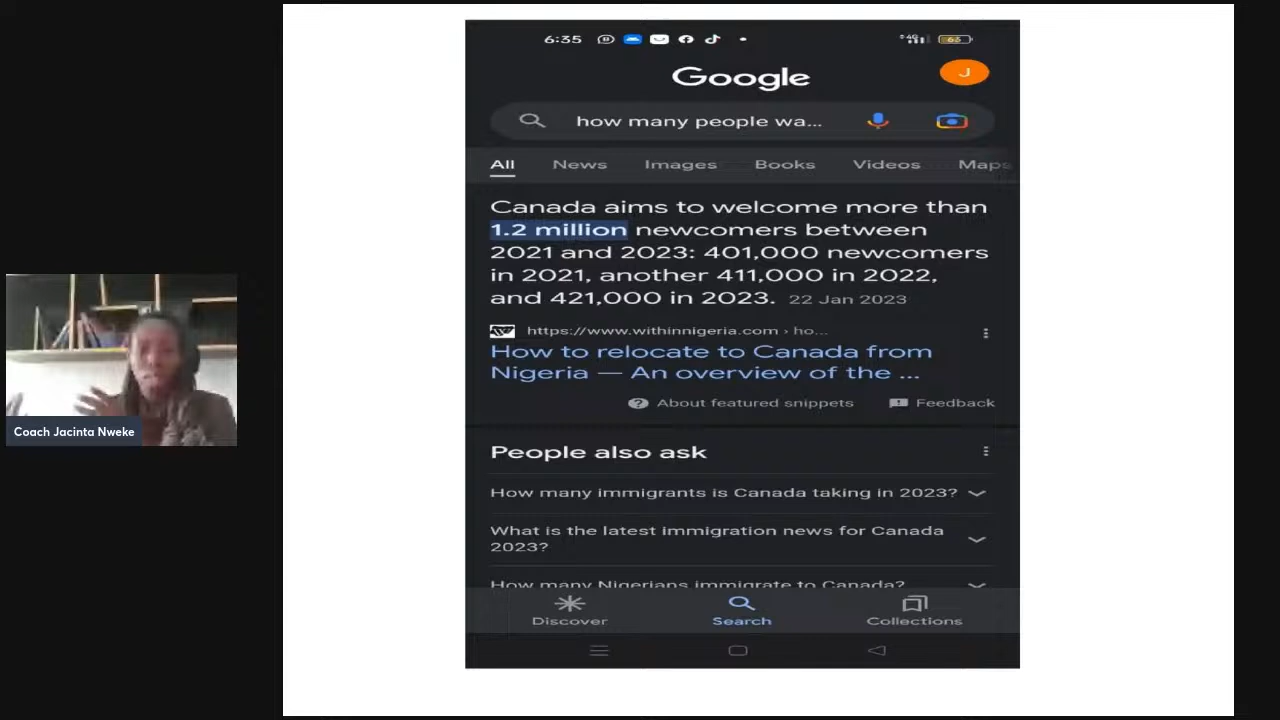 6:35
4G
63
Google
J
how many people wa...
All News Images Books Videos Maps
Canada aims to welcome more than
1.2 million newcomers between
2021 and 2023: 401,000 newcomers
in 2021, another 411,000 in 2022,
and 421,000 in 2023. 22 Jan 2023
https://www.withinnigeria.com › ho...
How to relocate to Canada from
Nigeria — An overview of the ...
About featured snippets Feedback
People also ask
How many immigrants is Canada taking in 2023?
What is the latest immigration news for Canada
2023?
How many Nigerians immigrate to Canada?
Discover Search Collections
Coach Jacinta Nweke